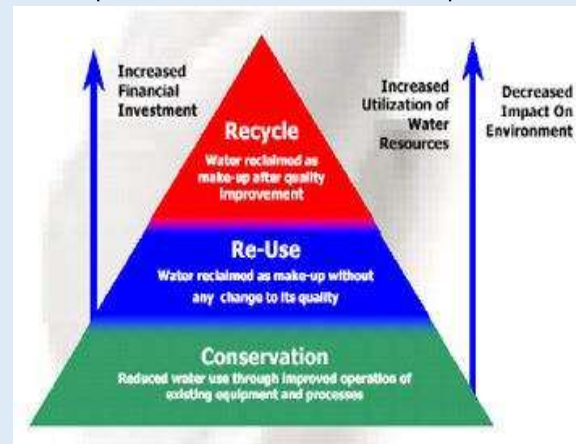 Increased
Financial
Investment
Increased
Utilization of
Water
Resources
Decreased
Impact On
Environment
Recycle
Water reclaimed as
make-up after quality
improvement
Re-Use
Water reclaimed as make-up without
any change to its quality
Conservation
Reduced water use through improved operation of
existing equipment and processes